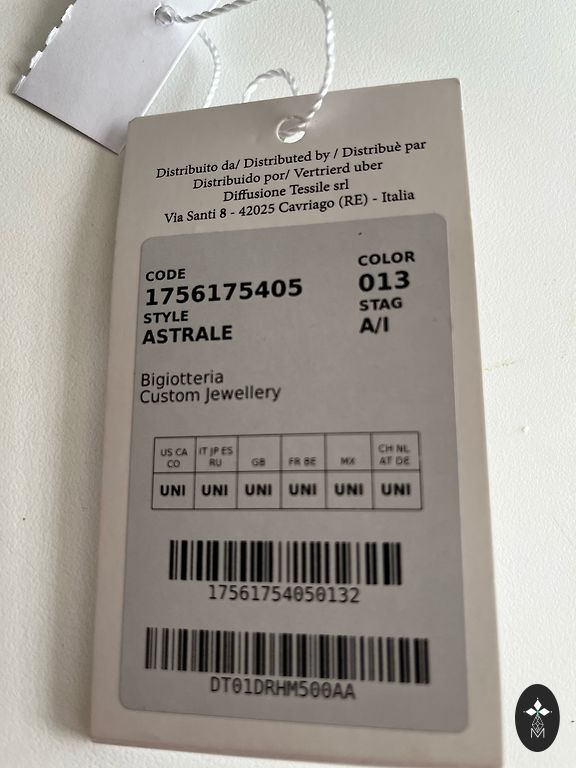 Distribuito da/ Distributed by / Distribuè par
Distribuido por/ Vertrierd uber
Diffusione Tessile srl
Via Santi 8 - 42025 Cavriago (RE) - Italia
CODE
1756175405
COLOR
013
STYLE
ASTRALE
STAG
A/I
Bigiotteria
Custom Jewellery
US CA CO
IT JP ES RU
GB
FR BE
MX
CH NL AT DE
UNI UNI UNI UNI UNI UNI
17561754050132
DT01DRHM500AA
M